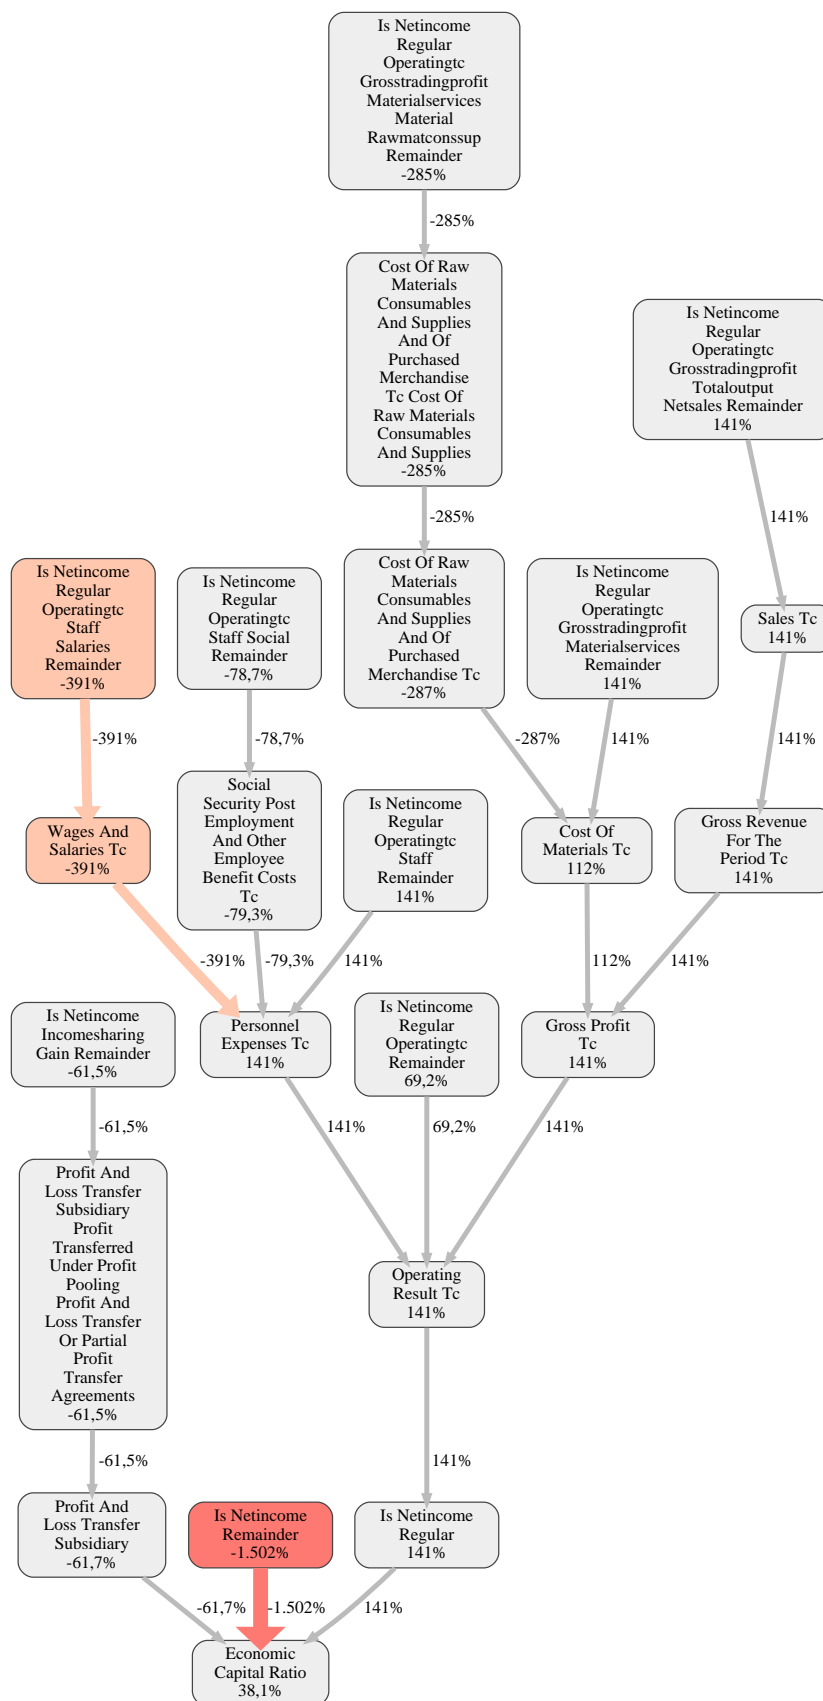 Is Netincome
Regular
Operatingtc
Grosstradingprofit
Materialservices
Material
Rawmatconssup
Remainder
-285%
-285%
Cost Of Raw
Materials
Consumables
And Supplies
And Of
Purchased
Merchandise
Tc Cost Of
Raw Materials
Consumables
And Supplies
-285%
Is Netincome
Regular
Operatingtc
Grosstradingprofit
Totaloutput
Netsales Remainder
141%
-285%
141%
Is Netincome
Regular
Operatingtc
Staff
Salaries
Remainder
-391%
Is Netincome
Regular
Operatingtc
Staff Social
Remainder
-78,7%
Cost Of Raw
Materials
Consumables
And Supplies
And Of
Purchased
Merchandise Tc
-287%
Is Netincome
Regular
Operatingtc
Grosstradingprofit
Materialservices
Remainder
141%
Sales Tc
141%
-391%
-78,7%
-287%
141%
141%
Wages And
Salaries Tc
-391%
Social
Security Post
Employment
And Other
Employee
Benefit Costs
Tc
-79,3%
Is Netincome
Regular
Operatingtc
Staff
Remainder
141%
Cost Of
Materials Tc
112%
Gross Revenue
For The
Period Tc
141%
-391%
-79,3%
141%
112%
141%
Is Netincome
Incomesharing
Gain Remainder
-61,5%
Personnel
Expenses Tc
141%
Is Netincome
Regular
Operatingtc
Remainder
69,2%
Gross Profit
Tc
141%
-61,5%
141%
69,2%
141%
Profit And
Loss Transfer
Subsidiary
Profit
Transferred
Under Profit
Pooling
Profit And
Loss Transfer
Or Partial
Profit
Transfer
Agreements
-61,5%
Operating
Result Tc
141%
-61,5%
141%
Profit And
Loss Transfer
Subsidiary
-61,7%
Is Netincome
Remainder
-1.502%
Is Netincome
Regular
141%
-61,7%
-1.502%
141%
Economic
Capital Ratio
38,1%